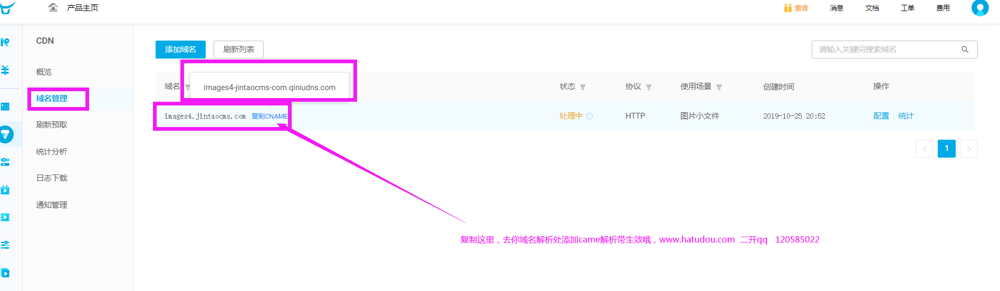 产品主页
邀请
消息
文档
工单
费用
CDN
概览
域名管理
刷新预取
统计分析
日志下载
通知管理
添加域名
刷新列表
请输入关键词搜索域名
域名
images4-jintaocms-com.qiniudns.com
状态
协议
使用场景
创建时间
操作
images4.jintaocms.com 复制CNAME
处理中
HTTP
图片小文件
2019-10-25 20:52
配置
统计
1
复制这里，去你域名解析处添加came解析带生效哦，www.hatudou.com 二开qq 120585022